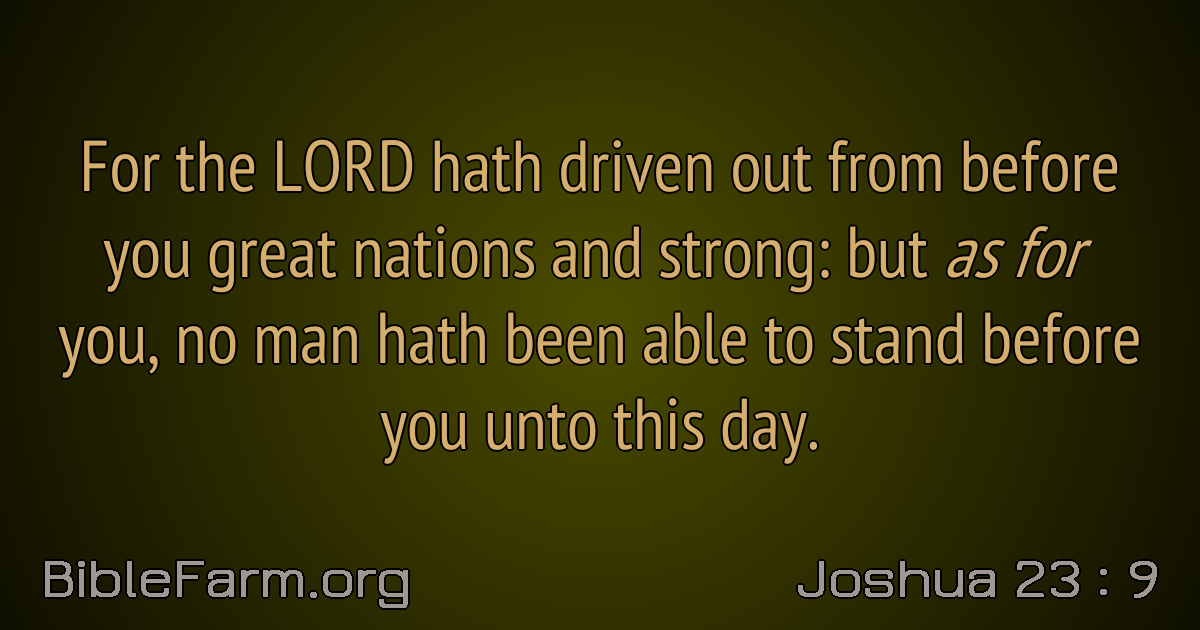 For the LORD hath driven out from before
you great nations and strong: but as for
you, no man hath been able to stand before
you unto this day.
BibleFarm.org
Joshua 23 : 9